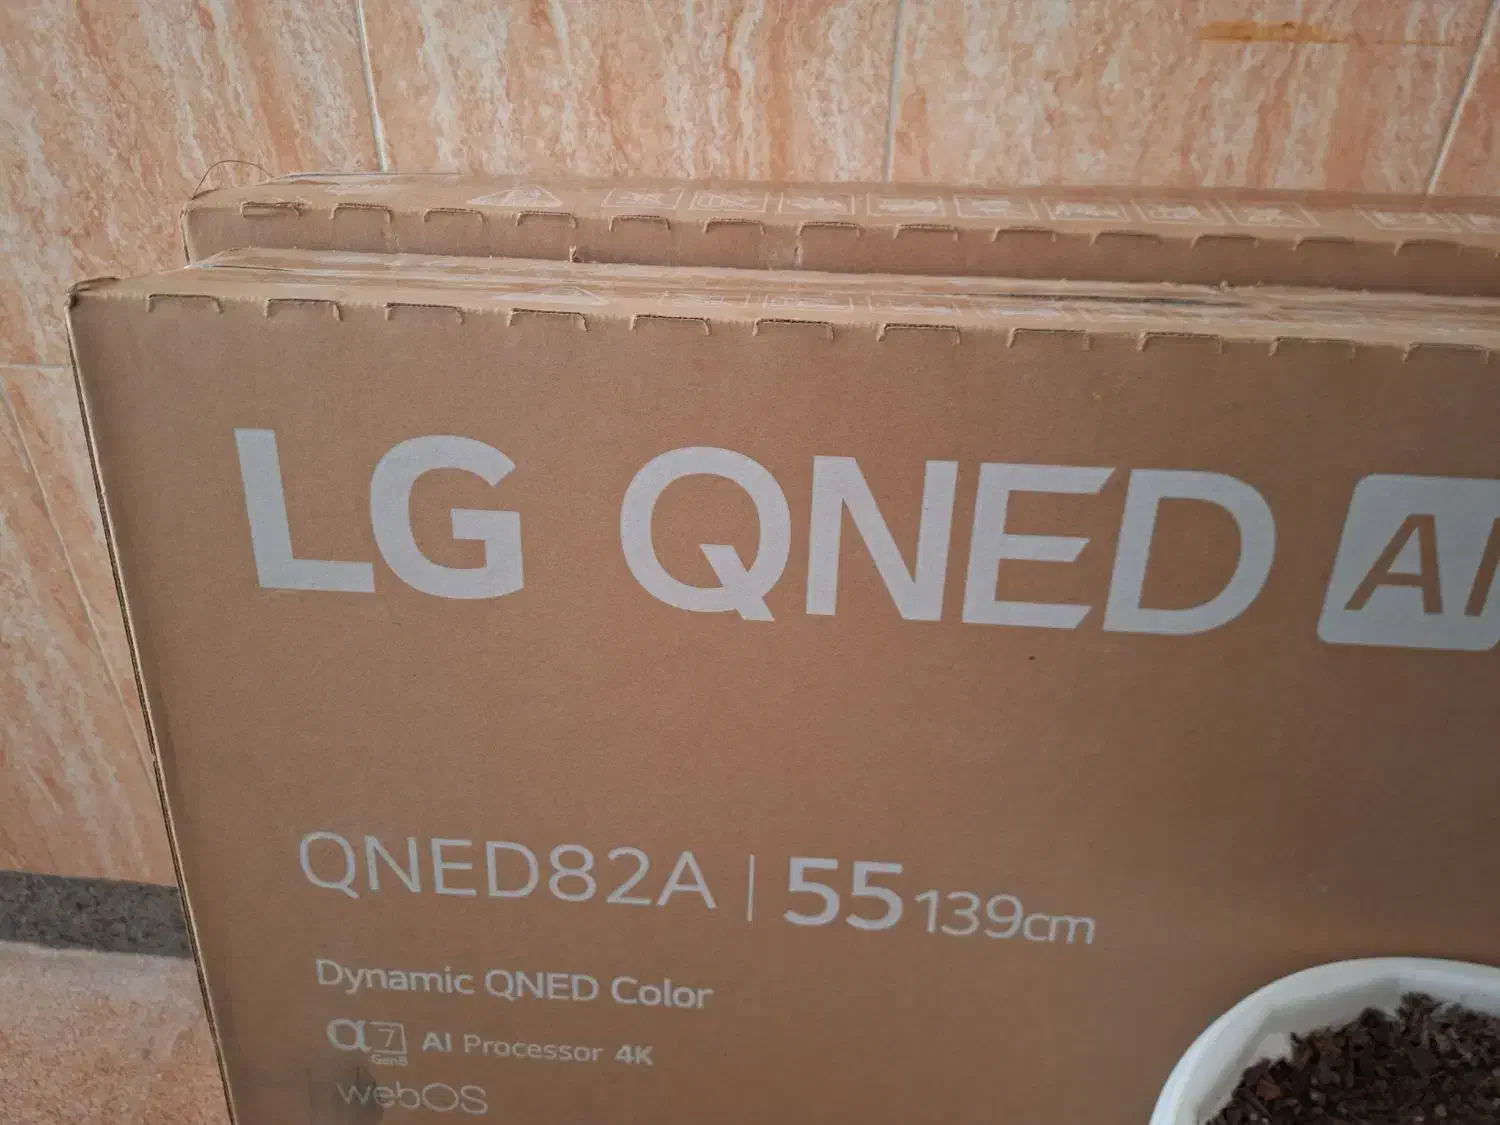 LG QNED AI
QNED82A | 55 139cm
Dynamic QNED Color
α7 AI Processor 4K
Gen8
webOS